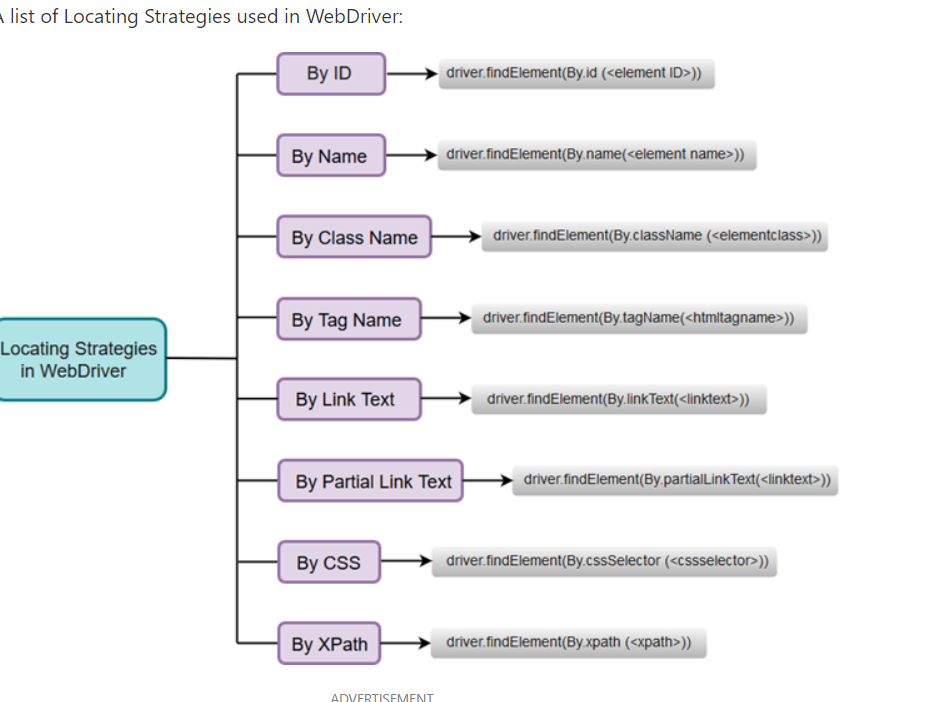 A list of Locating Strategies used in WebDriver:
By ID
driver.findElement(By.id (<element ID>))
By Name
driver.findElement(By.name(<element name>))
By Class Name
driver.findElement(By.className (<elementclass>))
By Tag Name
driver.findElement(By.tagName(<htmltagname>))
Locating Strategies
in WebDriver
By Link Text
driver.findElement(By.linkText(<linktext>))
By Partial Link Text
driver.findElement(By.partialLinkText(<linktext>))
By CSS
driver.findElement(By.cssSelector (<cssselector>))
By XPath
driver.findElement(By.xpath (<xpath>))
ADVERTISEMENT